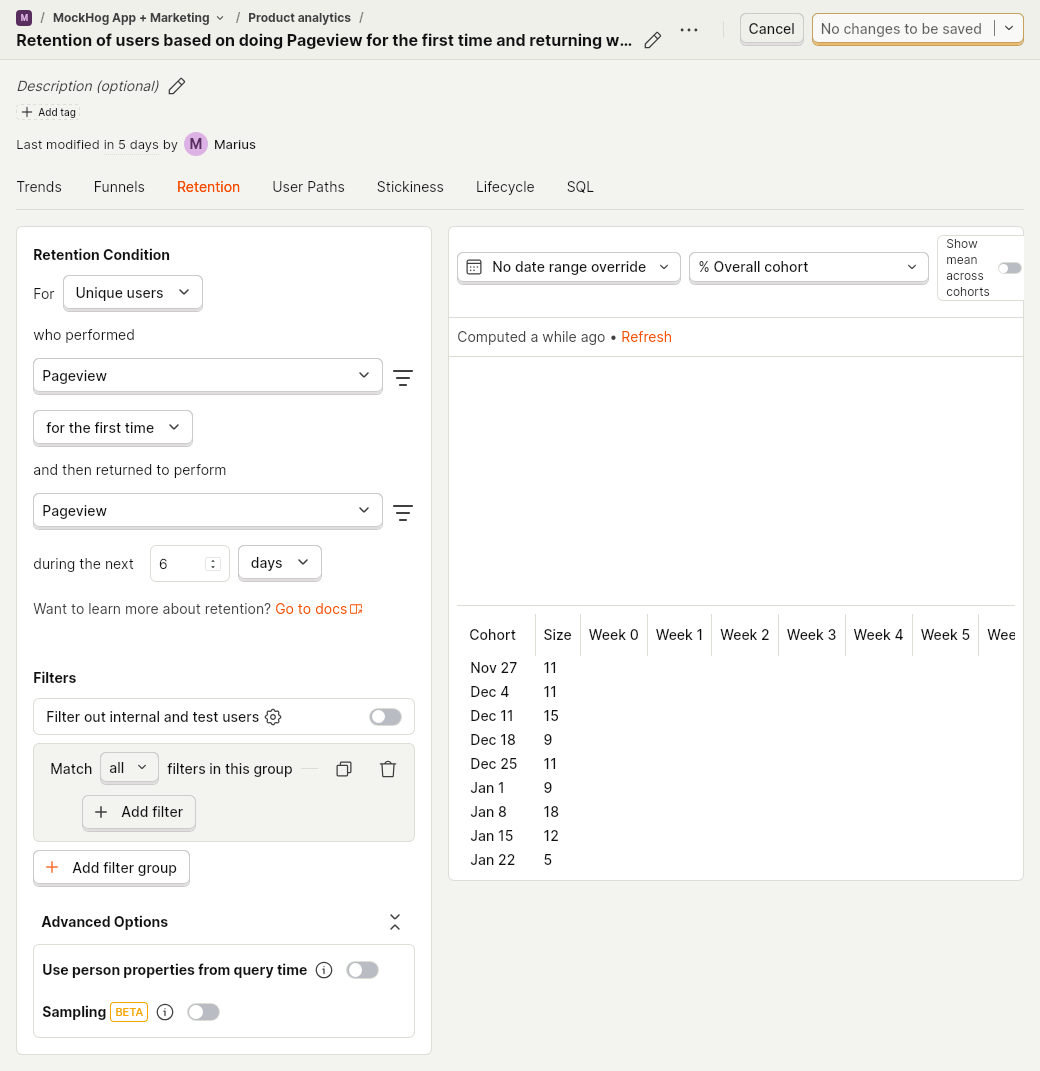 M / MockHog App + Marketing / Product analytics /
Retention of users based on doing Pageview for the first time and returning w...
Cancel
No changes to be saved
Description (optional)
Add tag
Last modified in 5 days by M Marius
Trends Funnels Retention User Paths Stickiness Lifecycle SQL
Retention Condition
For Unique users
who performed
Pageview
for the first time
and then returned to perform
Pageview
during the next 6 days
Want to learn more about retention? Go to docs
Filters
Filter out internal and test users
Match all filters in this group
Add filter
Add filter group
Advanced Options
Use person properties from query time
Sampling BETA
No date range override
% Overall cohort
Show
mean
across
cohorts
Computed a while ago • Refresh
Cohort Size Week 0 Week 1 Week 2 Week 3 Week 4 Week 5 Wee
Nov 27 11
Dec 4 11
Dec 11 15
Dec 18 9
Dec 25 11
Jan 1 9
Jan 8 18
Jan 15 12
Jan 22 5